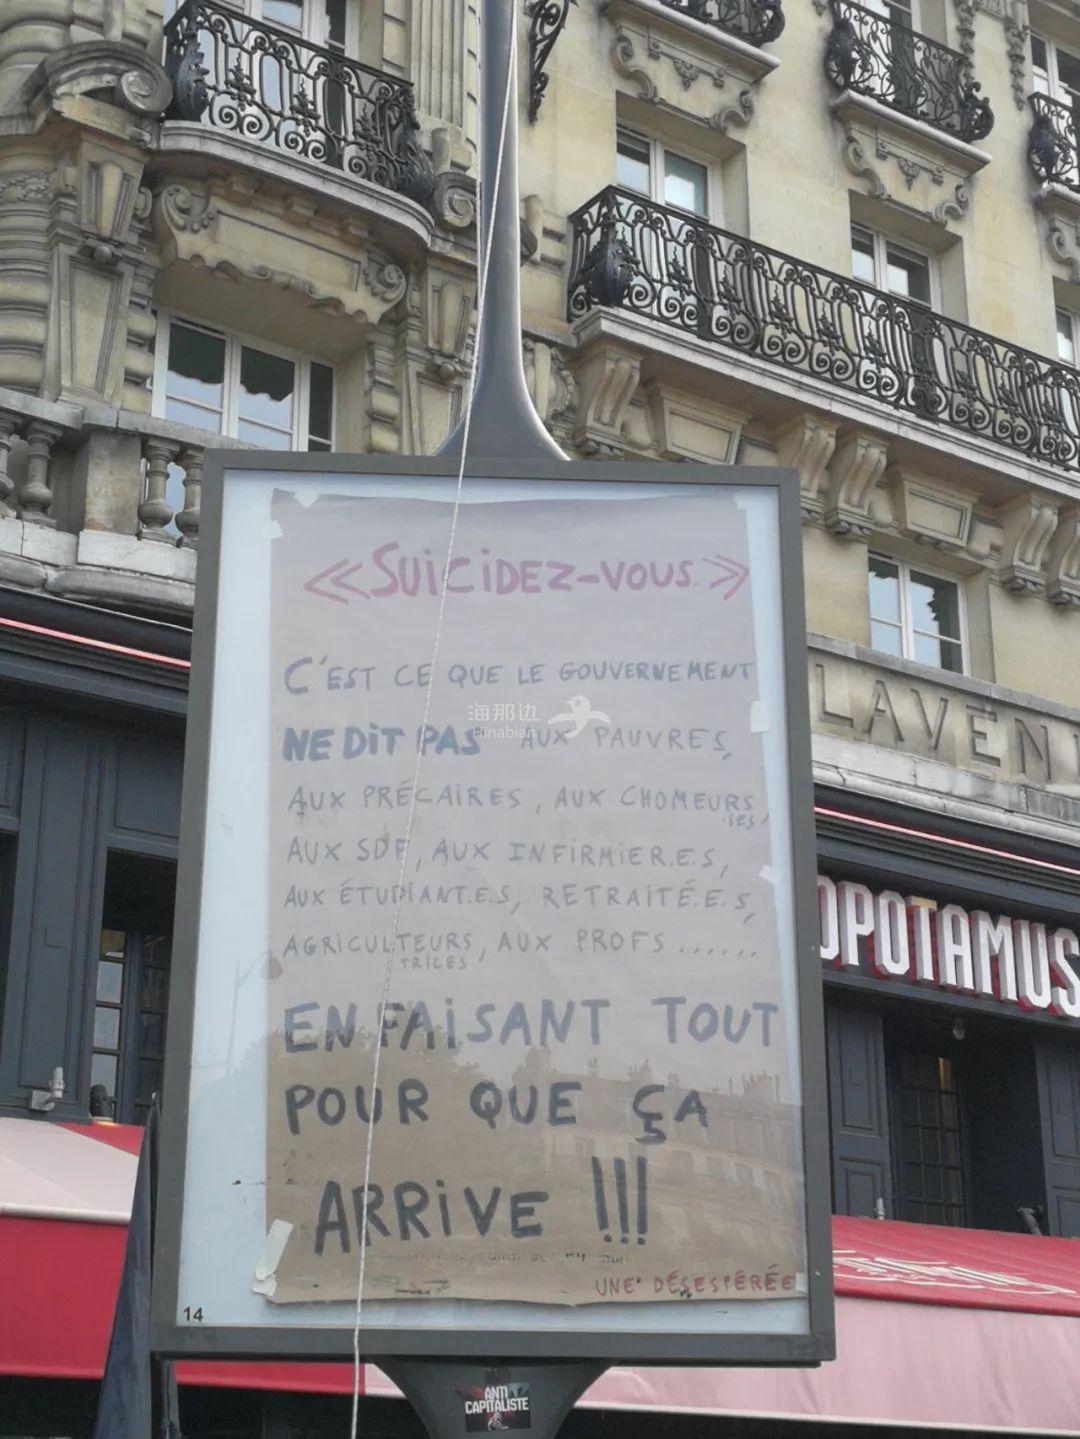 <<SUiCiDEZ-VOUS>>
C'EST CE QUE LE GOUVERNEMENT
海那边
Hinabian
NE DiT PAS AUX PAUVRES,
AUX PRÉCAIRES, AUX CHOMEURS
SES,
AUX SDF, AUX INFiRMiER.E.S,
AUX ÉTUDIANT.E.S, RETRAiTÉ.E.S,
AGRiCULTEURS, AUX PROFS ......
TRICES
EN FAiSANT TOUT
POUR QUE ÇA
ARRiVE !!!
UNE DÉSESPÉRÉE
14
ANTI
CAPITALISTE
LAVEN
OPOTAMUS